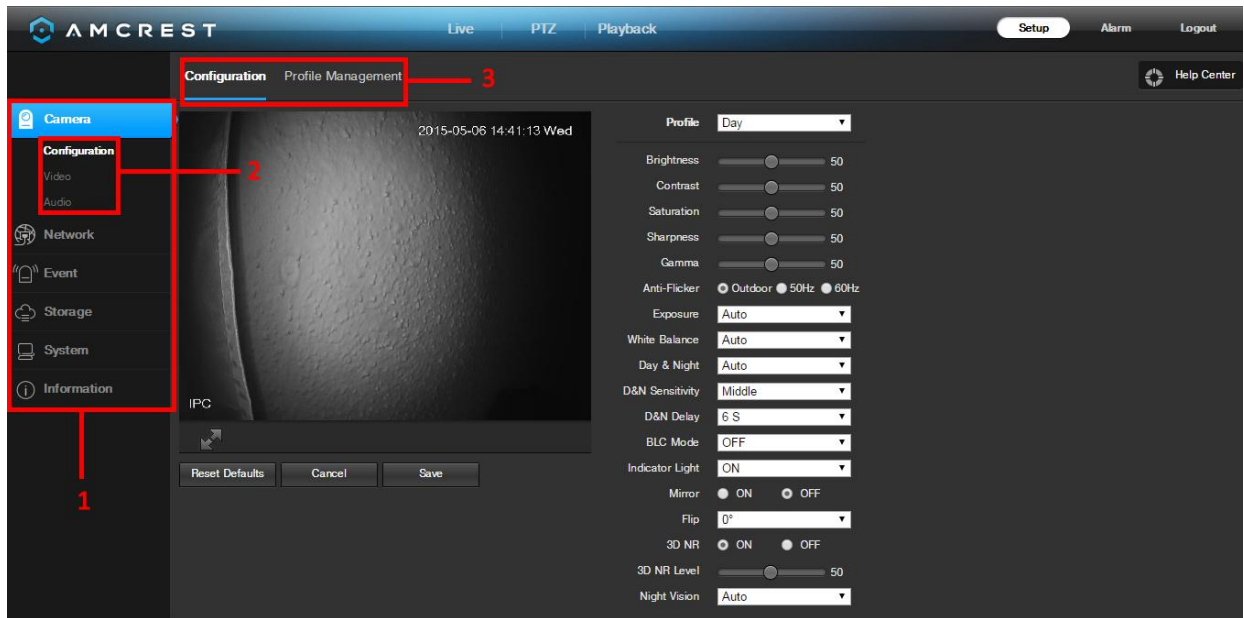 AMCREST
Live PTZ Playback
Setup Alarm Logout
Configuration Profile Management
3
Help Center
Camera
Configuration
Video
Audio
2
Network
Event
Storage
System
Information
1
2015-05-06 14:41:13 Wed
IPC
Reset Defaults Cancel Save
Profile Day
Brightness 50
Contrast 50
Saturation 50
Sharpness 50
Gamma 50
Anti-Flicker Outdoor 50Hz 60Hz
Exposure Auto
White Balance Auto
Day & Night Auto
D&N Sensitivity Middle
D&N Delay 6 S
BLC Mode OFF
Indicator Light ON
Mirror ON OFF
Flip 0°
3D NR ON OFF
3D NR Level 50
Night Vision Auto